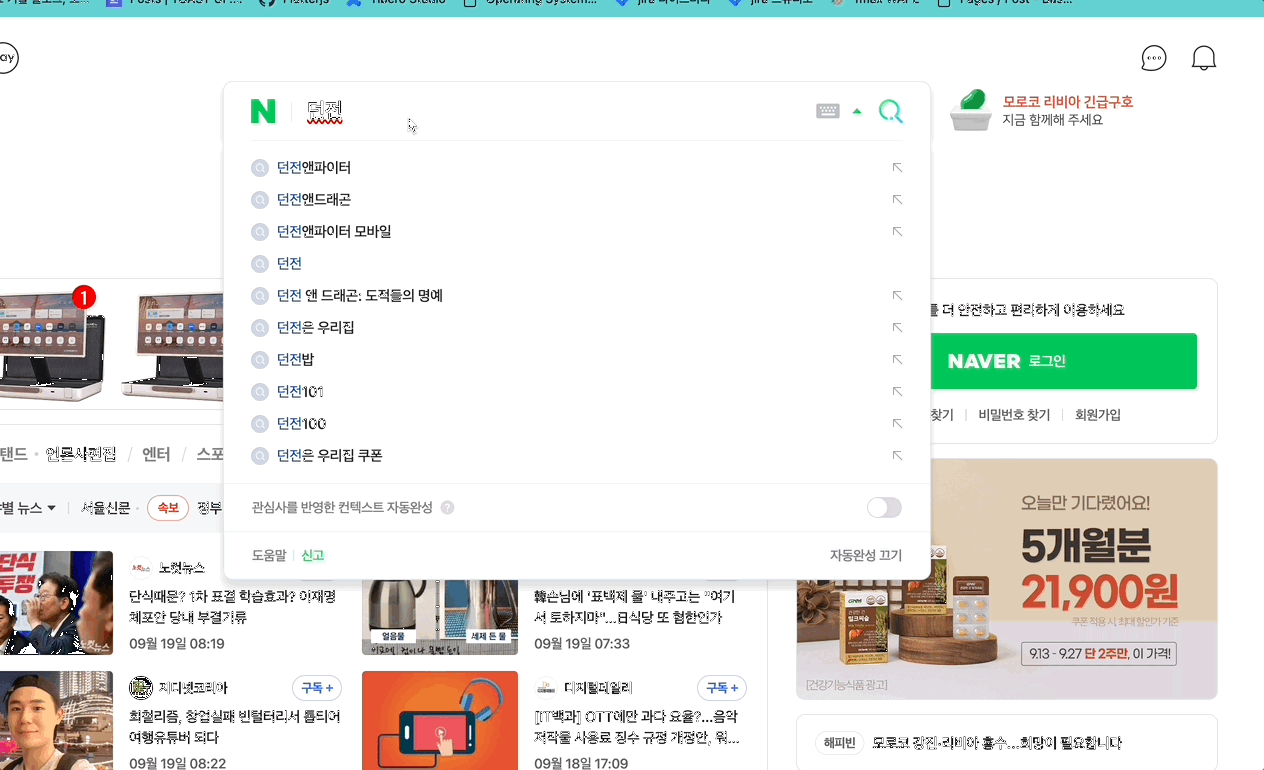 N 던전
모로코 리비아 긴급구호
지금 함께해 주세요
던전앤파이터
던전앤드래곤
던전앤파이터 모바일
던전
던전 앤 드래곤: 도적들의 명예
던전은 우리집
던전밥
던전101
던전100
던전은 우리집 쿠폰
관심사를 반영한 컨텍스트 자동완성 ?
도움말 신고 자동완성 끄기
1
더 안전하고 편리하게 이용하세요
NAVER 로그인
찾기 비밀번호 찾기 회원가입
탠드 · 언론사편집 / 엔터 / 스포
뉴스 서울신문 · 속보 정부
노컷뉴스
단식때문? 1차 표결 학습효과? 이재명
체포안 당내 부결기류
09월 19일 08:19
얼음물
세제 든 물
韓손님에 '표백제 물' 내주고는 "여기
서 토하지마"…日식당 또 혐한인가
09월 19일 07:33
지디넷코리아
구독 +
회철리즘, 창업실패 빈털터리서 톱티어
여행유튜버 되다
09월 19일 08:22
디지털데일리
구독 +
[IT백과] OTT에만 과다 요율?…음악
저작물 사용료 징수 규정 개정안, 뭐…
09월 18일 17:09
오늘만 기다렸어요!
5개월분
21,900원
쿠폰 적용 시, 최대 할인가 기준
9.13 - 9.27 단 2주만, 이 가격!
[건강기능식품 광고]
해피빈 모로코 강진·리비아 홍수…희망이 필요합니다